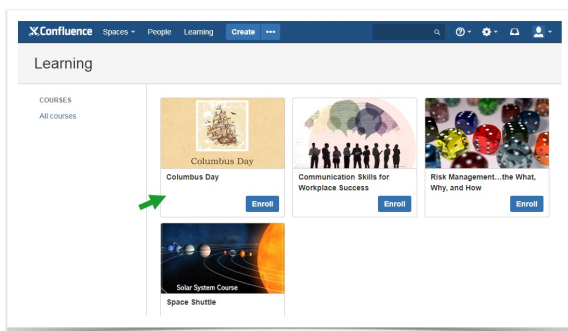 Confluence Spaces People Learning Create ...
Learning
COURSES
All courses
Columbus Day
Columbus Day
Enroll
Communication Skills for
Workplace Success
Enroll
Risk Management…the What,
Why, and How
Enroll
Solar System Course
Space Shuttle